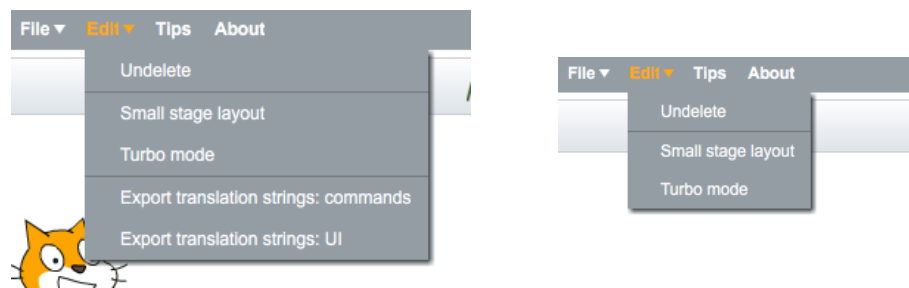 File ▾ Edit ▾ Tips About
Undelete
Small stage layout
Turbo mode
Export translation strings: commands
Export translation strings: UI
File ▾ Edit ▾ Tips About
Undelete
Small stage layout
Turbo mode